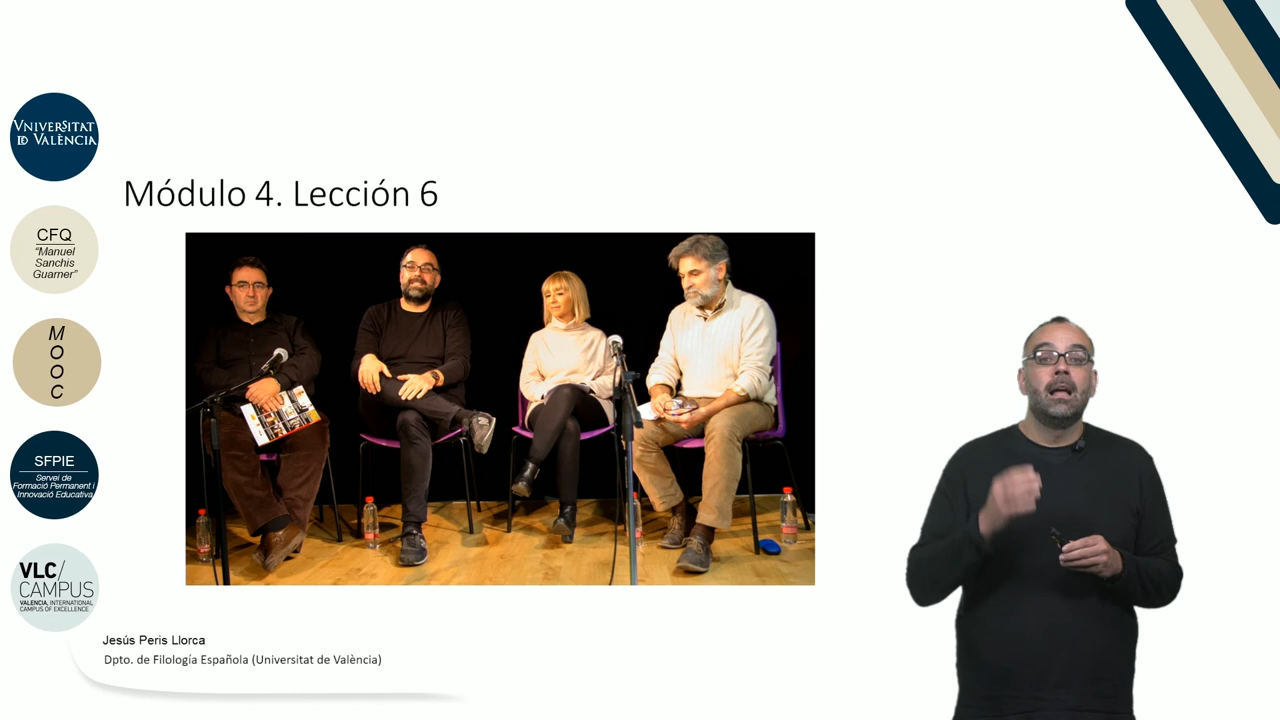 VNIVERSITAT
ID VALÈNCIA
CFQ
“Manuel
Sanchis
Guarner”
M
O
O
C
SFPIE
Servei de
Formació Permanent i
Innovació Educativa
VLC/
CAMPUS
VALENCIA, INTERNATIONAL
CAMPUS OF EXCELLENCE
Módulo 4. Lección 6
Jesús Peris Llorca
Dpto. de Filología Española (Universitat de València)